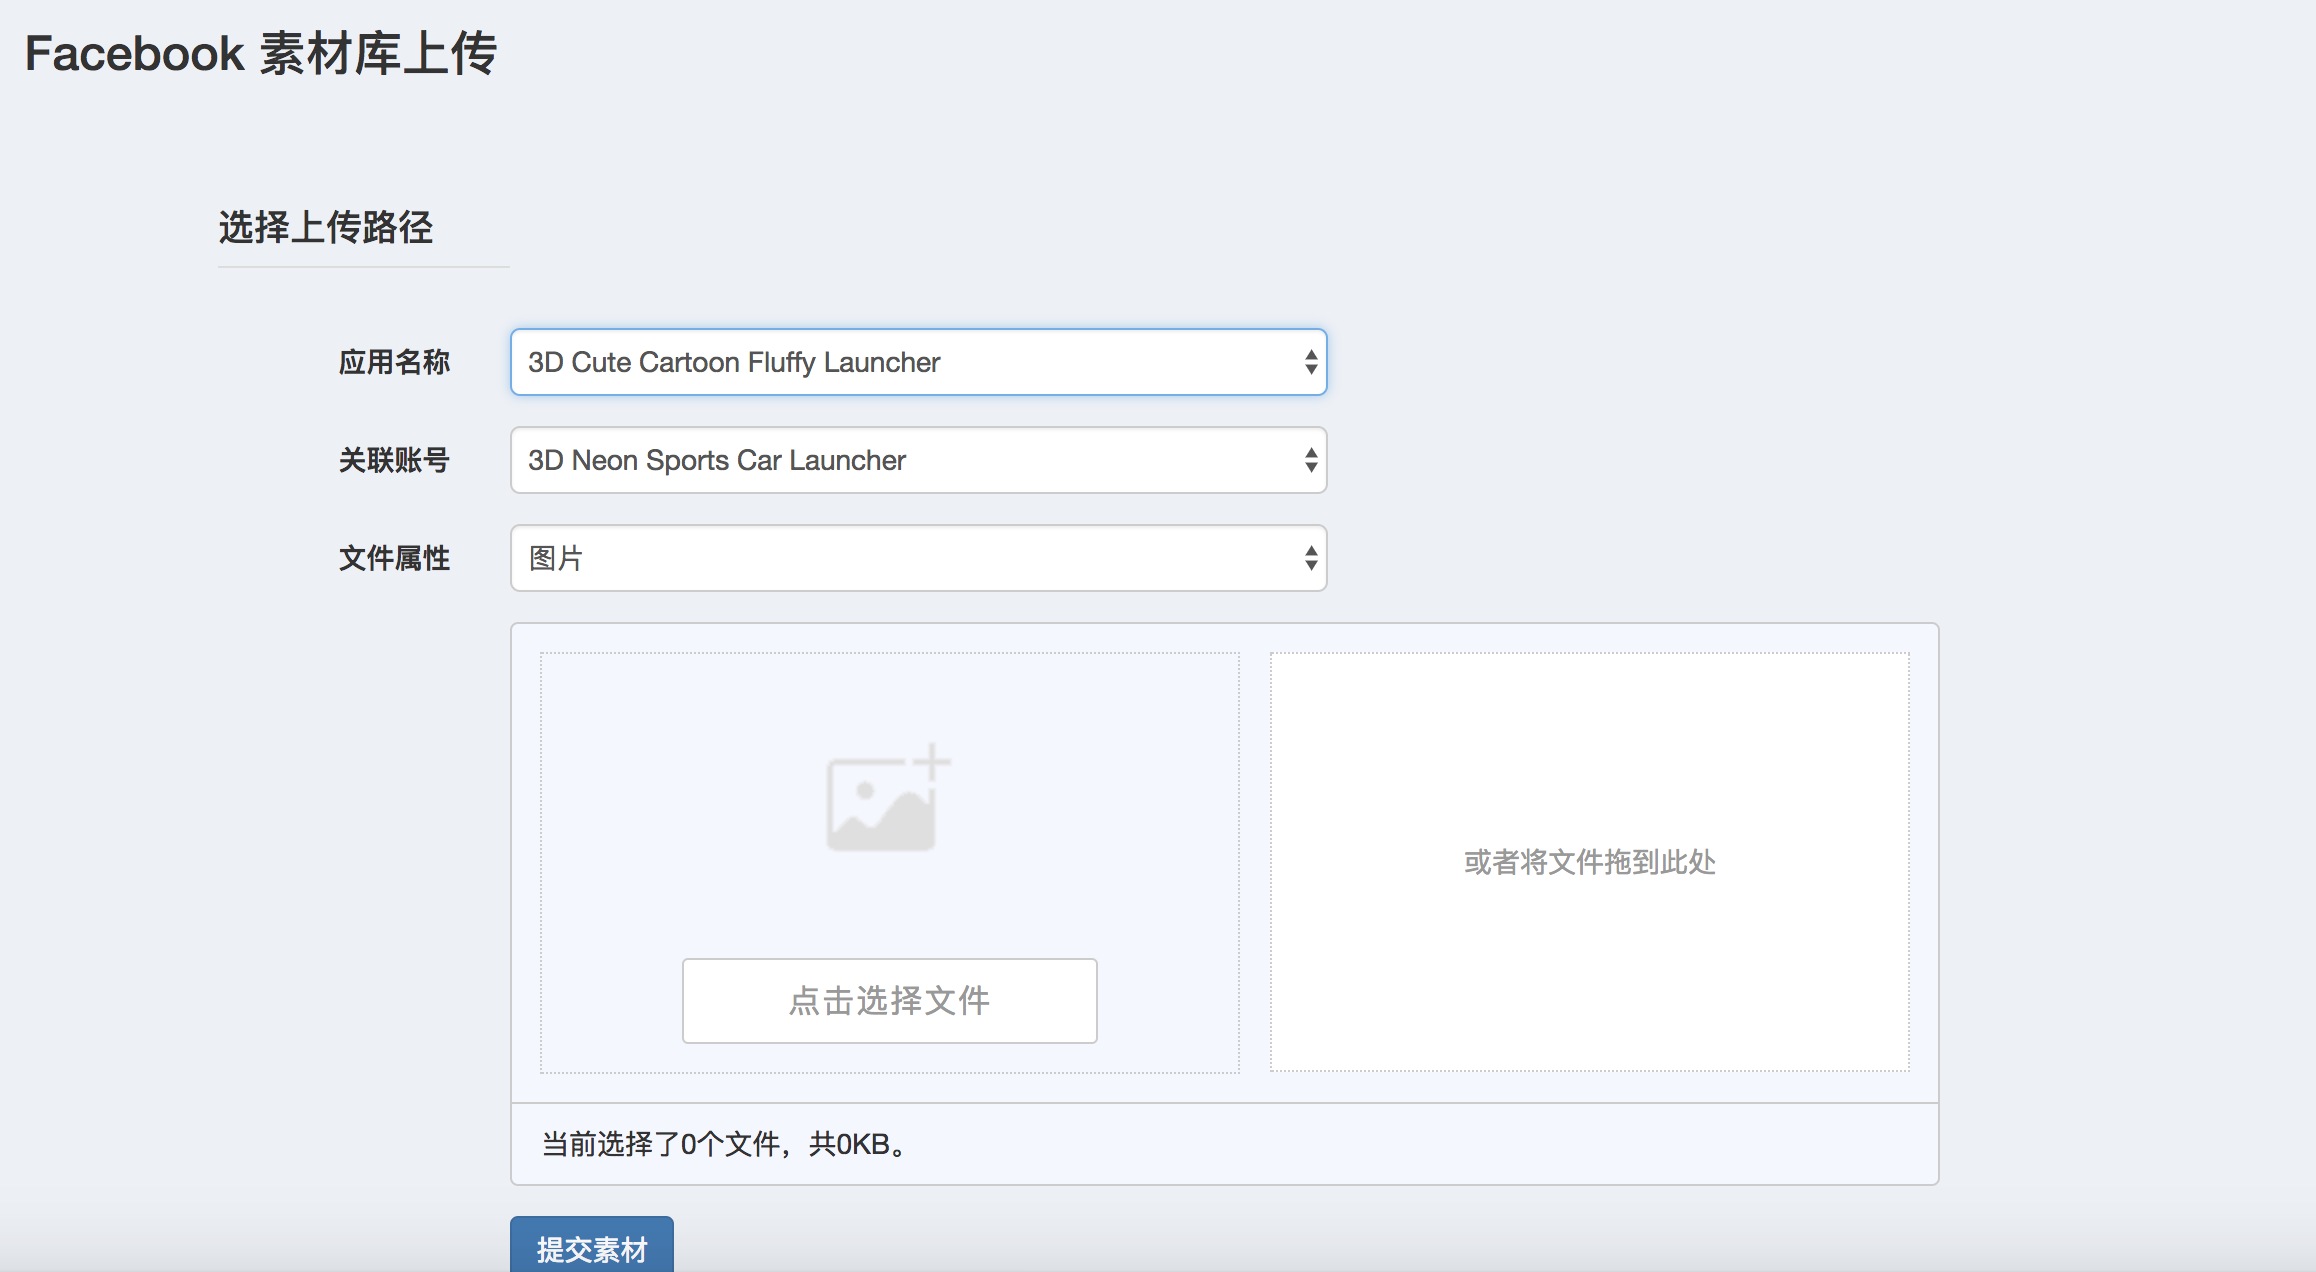 Facebook 素材库上传
选择上传路径
应用名称
3D Cute Cartoon Fluffy Launcher
关联账号
3D Neon Sports Car Launcher
文件属性
图片
点击选择文件
或者将文件拖到此处
当前选择了0个文件，共0KB。
提交素材